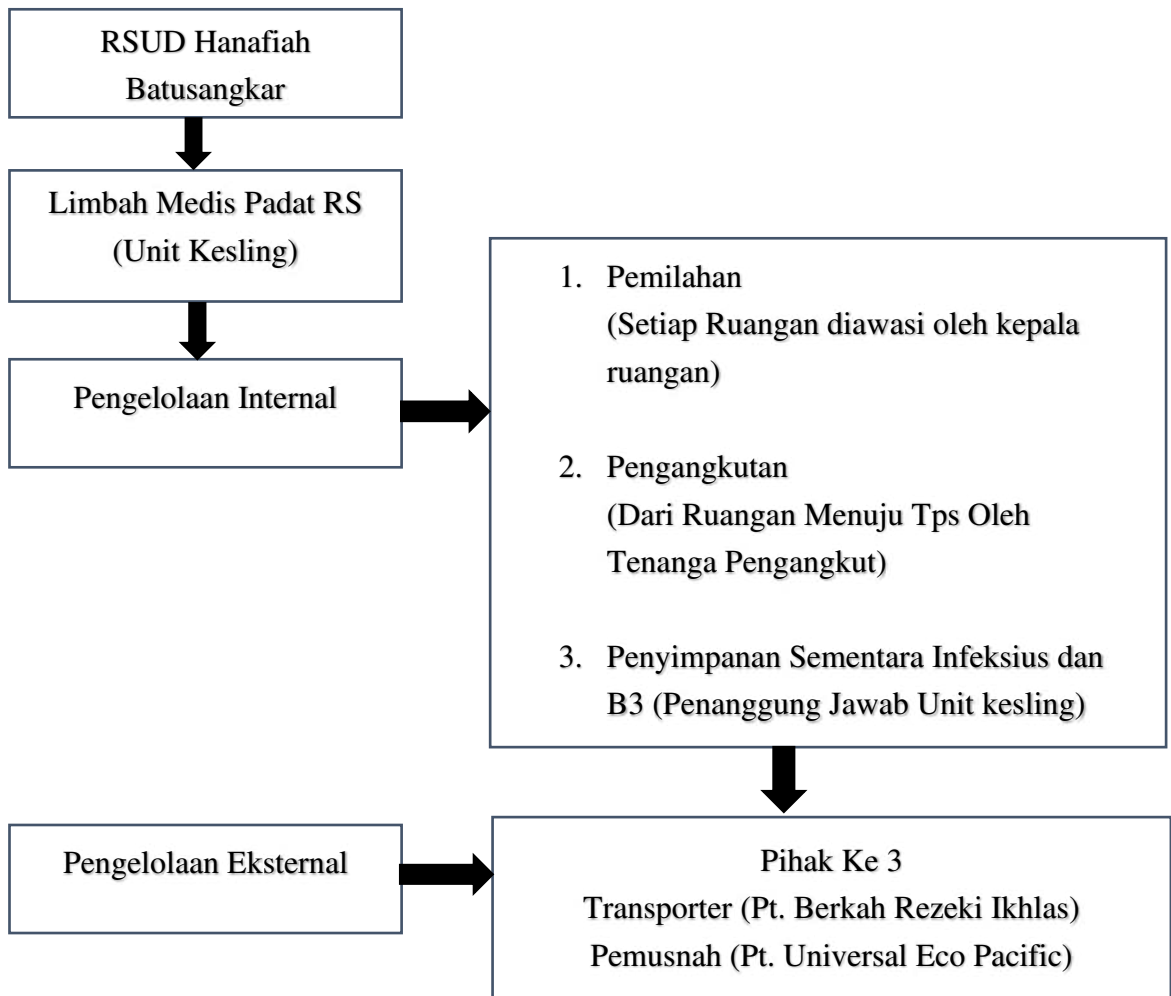 RSUD Hanafiah
Batusangkar
Limbah Medis Padat RS
(Unit Kesling)
Pengelolaan Internal
1. Pemilahan
(Setiap Ruangan diawasi oleh kepala
ruangan)
2. Pengangkutan
(Dari Ruangan Menuju Tps Oleh
Tenanga Pengangkut)
3. Penyimpanan Sementara Infeksius dan
B3 (Penanggung Jawab Unit kesling)
Pengelolaan Eksternal
Pihak Ke 3
Transporter (Pt. Berkah Rezeki Ikhlas)
Pemusnah (Pt. Universal Eco Pacific)